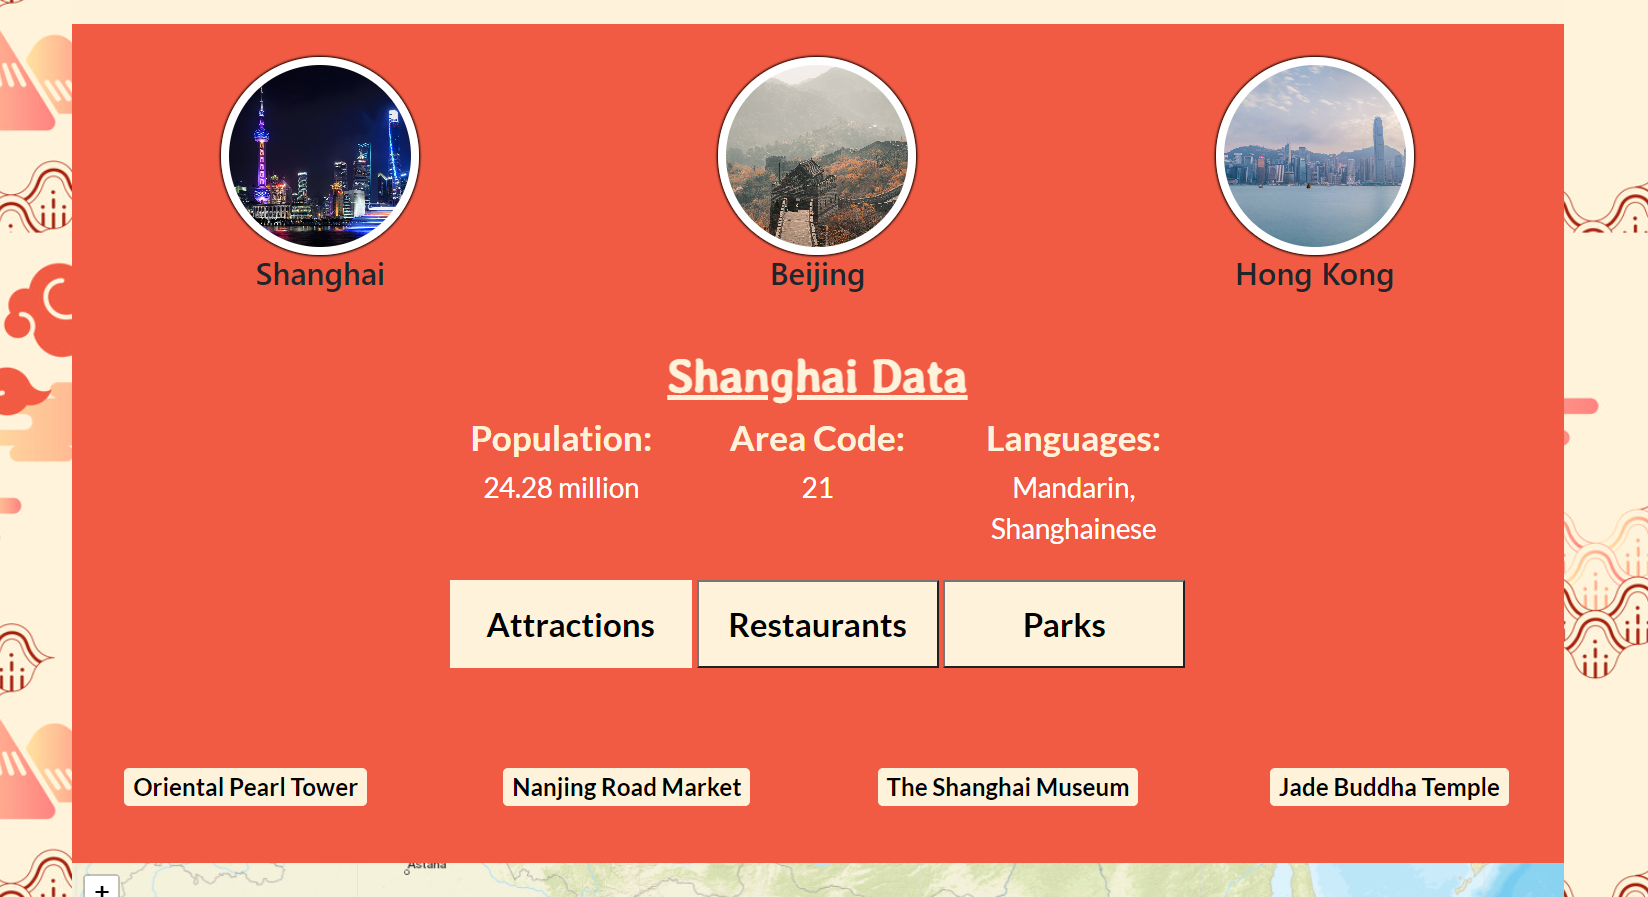 Shanghai
Beijing
Hong Kong
Shanghai Data
Population:
Area Code:
Languages:
24.28 million
21
Mandarin,
Shanghainese
Attractions
Restaurants
Parks
Oriental Pearl Tower
Nanjing Road Market
The Shanghai Museum
Jade Buddha Temple
Astana
+